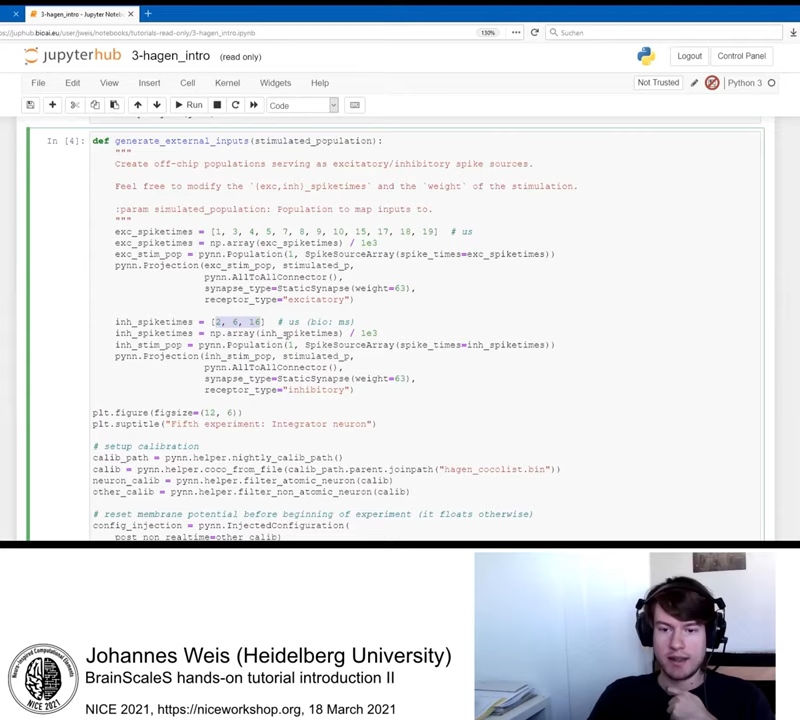 3-hagen_intro - Jupyter Notebo
s://juphub.bioai.eu/user/jweis/notebooks/tutorials-read-only/3-hagen_intro.ipynb
130%
Suchen
jupyterhub 3-hagen_intro (read only)
Logout
Control Panel
File Edit View Insert Cell Kernel Widgets Help
Not Trusted
Python 3
Run
Code
In [4]: def generate_external_inputs(stimulated_population):
"""
Create off-chip populations serving as excitatory/inhibitory spike sources.
Feel free to modify the `{exc,inh}_spiketimes` and the `weight` of the stimulation.
:param simulated_population: Population to map inputs to.
"""
exc_spiketimes = [1, 3, 4, 5, 7, 8, 9, 10, 15, 17, 18, 19] # us
exc_spiketimes = np.array(exc_spiketimes) / 1e3
exc_stim_pop = pynn.Population(1, SpikeSourceArray(spike_times=exc_spiketimes))
pynn.Projection(exc_stim_pop, stimulated_p,
pynn.AllToAllConnector(),
synapse_type=StaticSynapse(weight=63),
receptor_type="excitatory")
inh_spiketimes = [2, 6, 16] # us (bio: ms)
inh_spiketimes = np.array(inh_spiketimes) / 1e3
inh_stim_pop = pynn.Population(1, SpikeSourceArray(spike_times=inh_spiketimes))
pynn.Projection(inh_stim_pop, stimulated_p,
pynn.AllToAllConnector(),
synapse_type=StaticSynapse(weight=63),
receptor_type="inhibitory")
plt.figure(figsize=(12, 6))
plt.suptitle("Fifth experiment: Integrator neuron")
# setup calibration
calib_path = pynn.helper.nightly_calib_path()
calib = pynn.helper.coco_from_file(calib_path.parent.joinpath("hagen_cocolist.bin"))
neuron_calib = pynn.helper.filter_atomic_neuron(calib)
other_calib = pynn.helper.filter_non_atomic_neuron(calib)
# reset membrane potential before beginning of experiment (it floats otherwise)
config_injection = pynn.InjectedConfiguration(
post_non_realtime=other_calib)
Neuro-Inspired Computational Elements
NICE 2021
Johannes Weis (Heidelberg University)
BrainScaleS hands-on tutorial introduction II
NICE 2021, https://niceworkshop.org, 18 March 2021